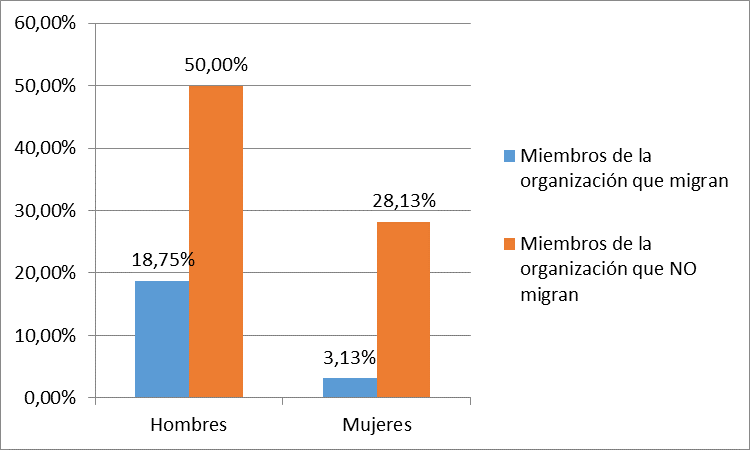 60,00%
50,00%
40,00%
30,00%
20,00%
10,00%
0,00%
50,00%
18,75%
28,13%
3,13%
Hombres
Mujeres
Miembros de la
organización que migran
Miembros de la
organización que NO
migran